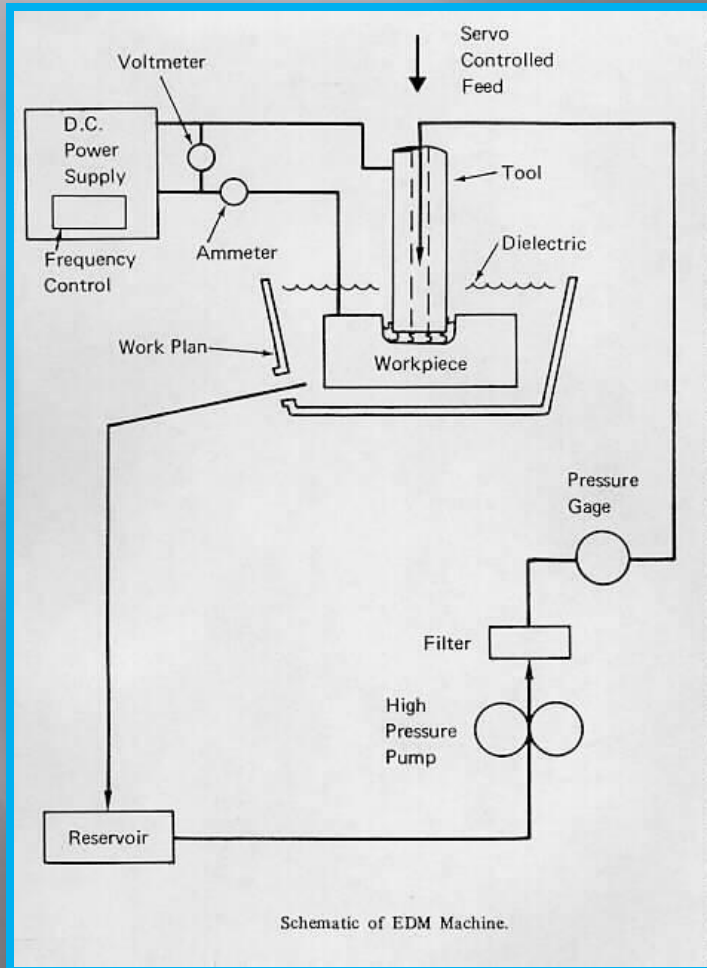 Servo
Controlled
Feed
Voltmeter
D.C.
Power
Supply
Tool
Dielectric
Ammeter
Frequency
Control
Work Plan
Workpiece
Pressure
Gage
Filter
High
Pressure
Pump
Reservoir
Schematic of EDM Machine.